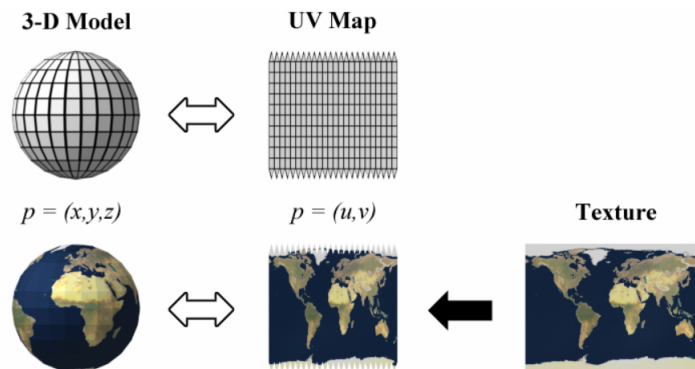 3-D Model
UV Map
p = (x,y,z)
p = (u,v)
Texture